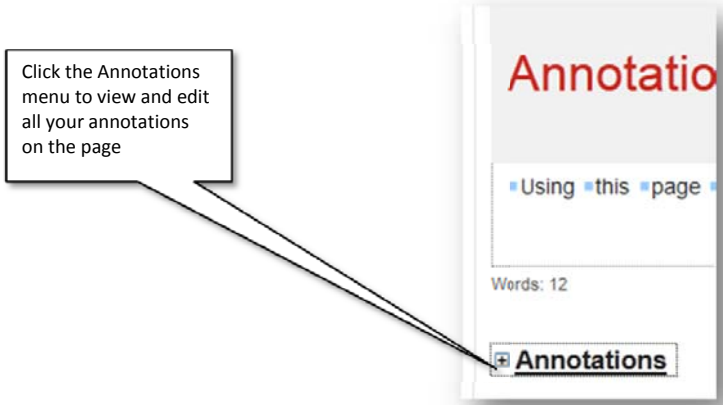 Click the Annotations
menu to view and edit
all your annotations
on the page
Annotatio
Using this page
Words: 12
Annotations